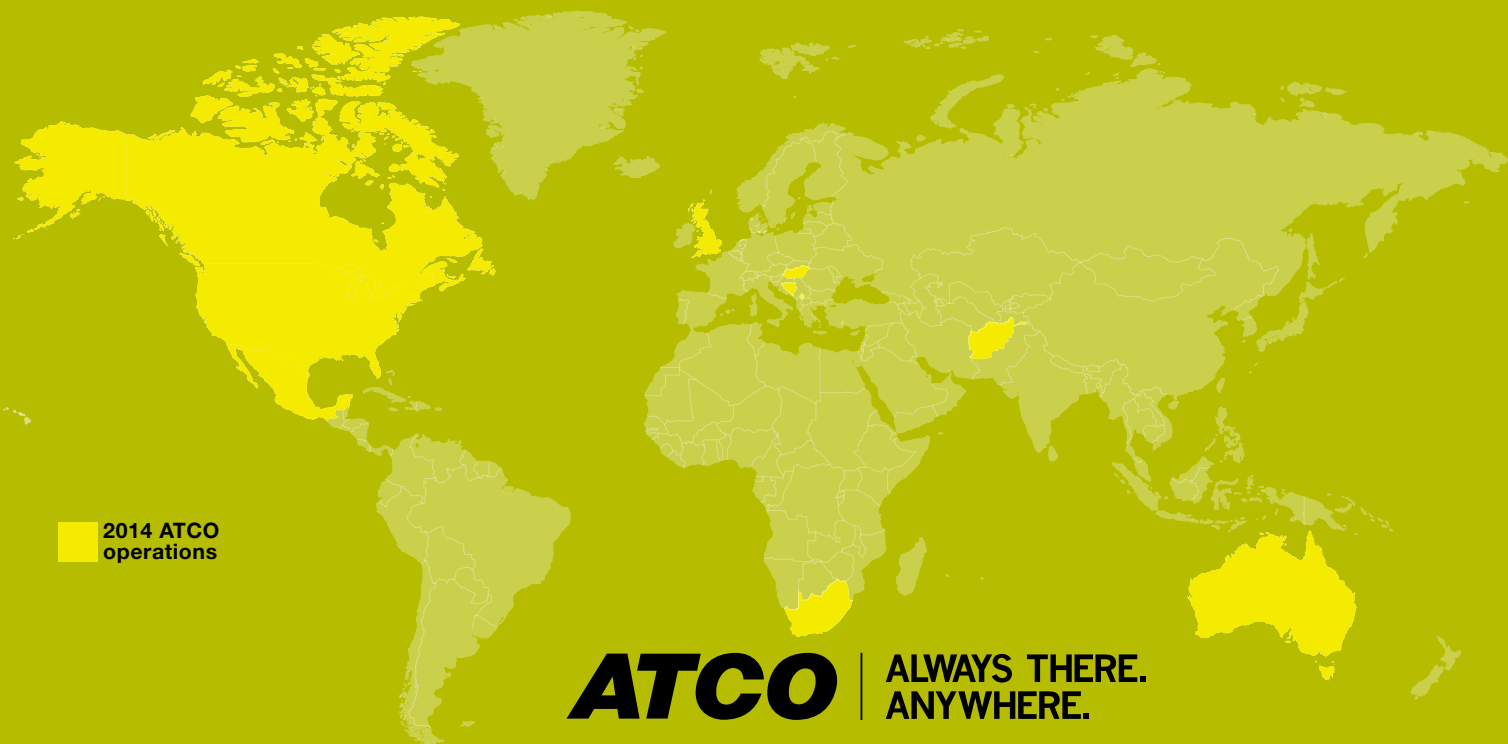 2014 ATCO
operations
ATCO
ALWAYS THERE.
ANYWHERE.